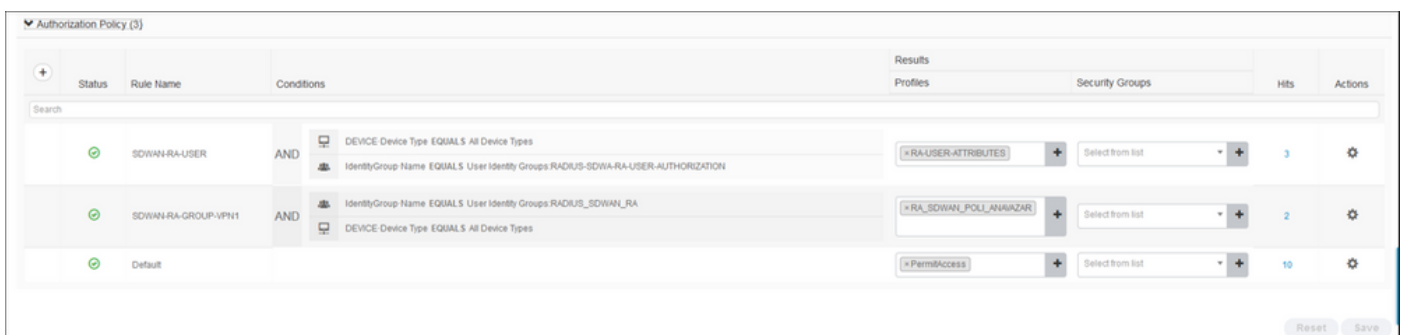 Authorization Policy (3)
Results
+ Status Rule Name Conditions Profiles Security Groups Hits Actions
Search
SDWAN-RA-USER AND DEVICE·Device Type EQUALS All Device Types
IdentityGroup·Name EQUALS User Identity Groups:RADIUS-SDWA-RA-USER-AUTHORIZATION
×RA-USER-ATTRIBUTES + Select from list + 3
SDWAN-RA-GROUP-VPN1 AND IdentityGroup·Name EQUALS User Identity Groups:RADIUS_SDWAN_RA
DEVICE·Device Type EQUALS All Device Types
×RA_SDWAN_POLI_ANAVAZAR + Select from list + 2
Default ×PermitAccess + Select from list + 10
Reset Save